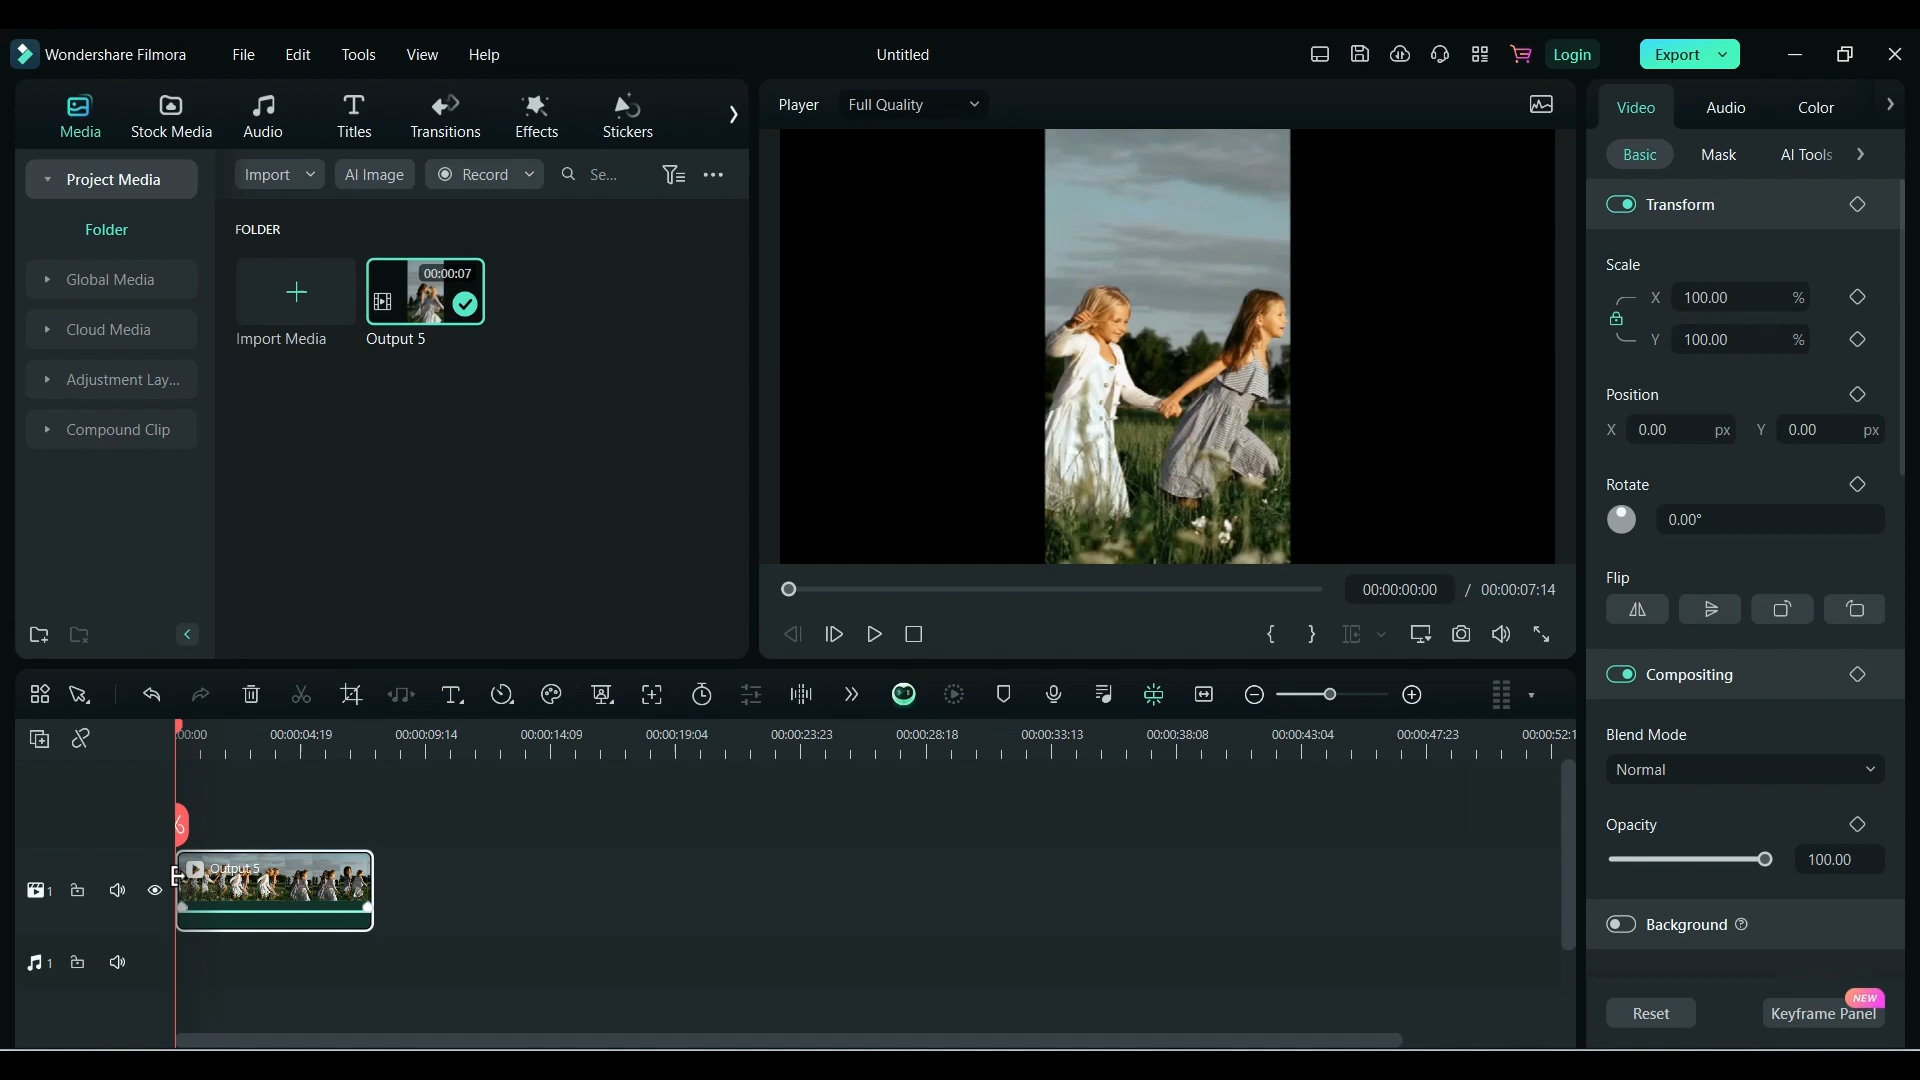 Wondershare Filmora File Edit Tools View Help Untitled Login Export
Media Stock Media Audio Titles Transitions Effects Stickers
Player Full Quality
Video Audio Color
Project Media
Import AI Image Record Se...
Basic Mask AI Tools
Folder
FOLDER
Global Media
Cloud Media
Adjustment Lay...
Compound Clip
00:00:07
Import Media Output 5
Transform
Scale
X 100.00 %
Y 100.00 %
Position
X 0.00 px Y 0.00 px
Rotate
0.00°
Flip
00:00:00:00 / 00:00:07:14
Compositing
Blend Mode
Normal
Opacity
100.00
Background
NEW
Reset Keyframe Panel
:00:00 00:00:04:19 00:00:09:14 00:00:14:09 00:00:19:04 00:00:23:23 00:00:28:18 00:00:33:13 00:00:38:08 00:00:43:04 00:00:47:23 00:00:52:1
Output 5
1
1